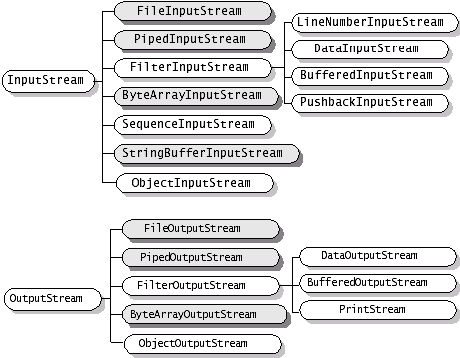 FileInputStream
LineNumberInputStream
PipedInputStream
DataInputStream
FilterInputStream
BufferedInputStream
InputStream
ByteArrayInputStream
PushbackInputStream
SequenceInputStream
StringBufferInputStream
ObjectInputStream
FileOutputStream
PipedOutputStream
DataOutputStream
FilterOutputStream
BufferedOutputStream
OutputStream
ByteArrayOutputStream
PrintStream
ObjectOutputStream